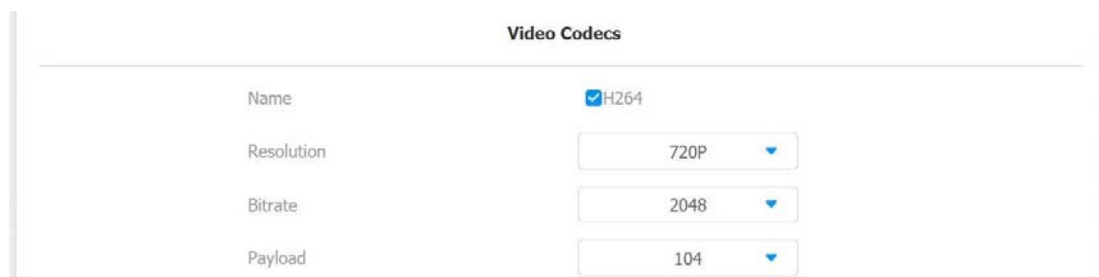 Video Codecs
Name H264
Resolution 720P
Bitrate 2048
Payload 104